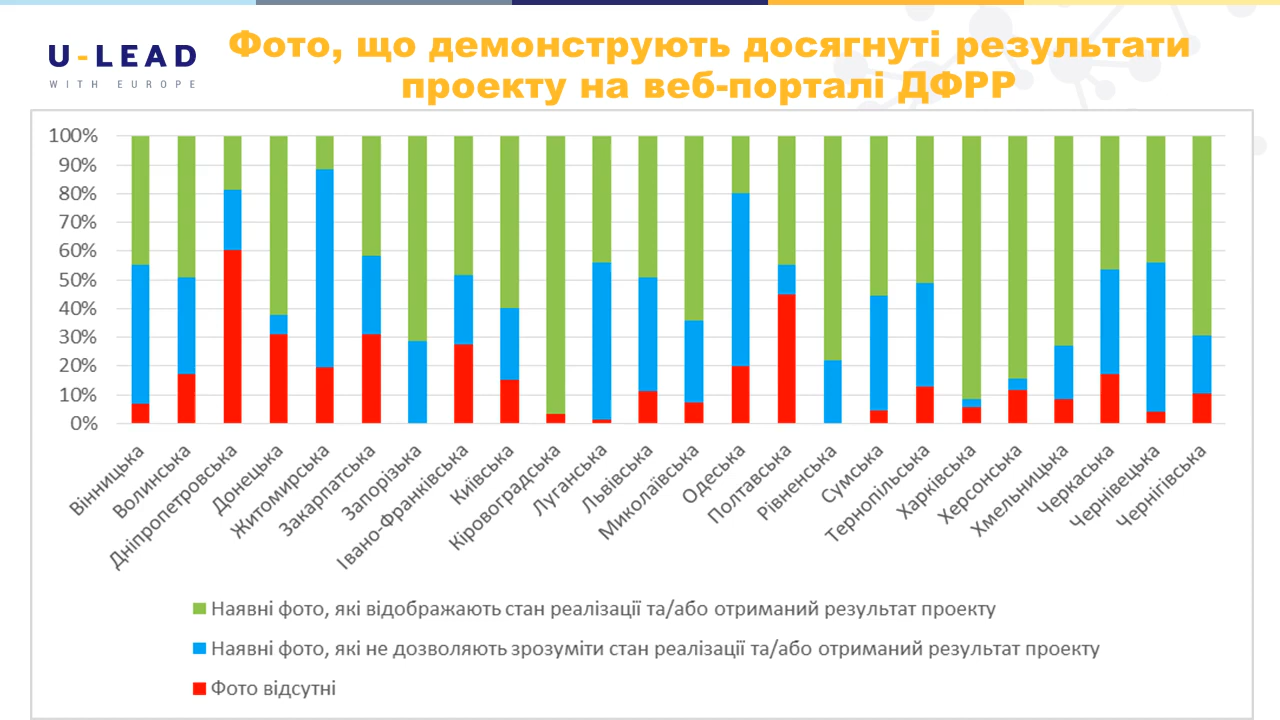 U-LEAD
WITH EUROPE
Фото, що демонструють досягнуті результати
проекту на веб-порталі ДФРР
100%
90%
80%
70%
60%
50%
40%
30%
20%
10%
0%
Вінницька
Волинська
Дніпропетровська
Донецька
Житомирська
Закарпатська
Запорізька
Івано-Франківська
Київська
Кіровоградська
Луганська
Львівська
Миколаївська
Одеська
Полтавська
Рівненська
Сумська
Тернопільська
Харківська
Херсонська
Хмельницька
Черкаська
Чернівецька
Чернігівська
Наявні фото, які відображають стан реалізації та/або отриманий результат проекту
Наявні фото, які не дозволяють зрозуміти стан реалізації та/або отриманий результат проекту
Фото відсутні